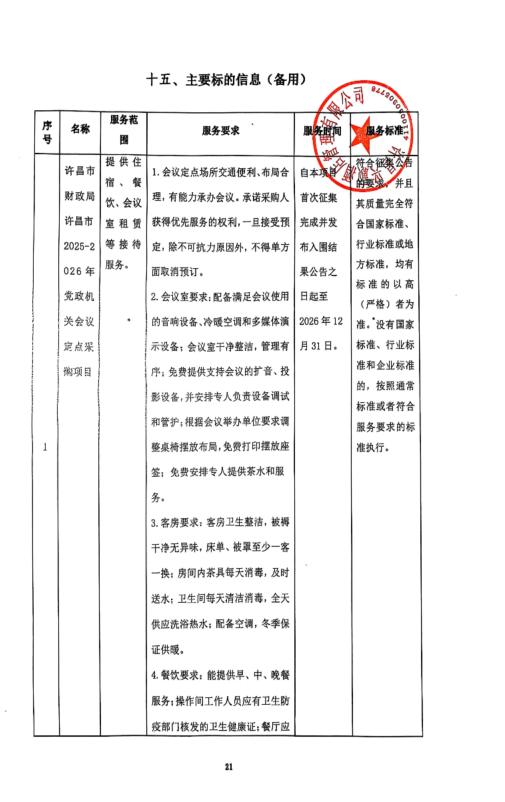 十五、主要标的信息（备用）
序号
名称
服务范围
服务要求
服务时间
服务标准
1
许昌市
财政局
许昌市
2025-2
026年
党政机
关会议
定点采
购项目
提供住
宿、餐
饮、会议
室租赁
等接待
服务。
1.会议定点场所交通便利、布局合
理，有能力承办会议。承诺采购人
获得优先服务的权利，一旦接受预
定，除不可抗力原因外，不得单方
面取消预订。
2.会议室要求：配备满足会议使用
的音响设备、冷暖空调和多媒体演
示设备；会议室干净整洁，管理有
序；免费提供支持会议的扩音、投
影设备，并安排专人负责设备调试
和管护；根据会议举办单位要求调
整桌椅摆放布局，免费打印摆放座
签；免费安排专人提供茶水和服
务。
3.客房要求：客房卫生整洁，被褥
干净无异味，床单、被罩至少一客
一换；房间内茶具每天消毒，及时
送水；卫生间每天清洁消毒，全天
供应洗浴热水；配备空调，冬季保
证供暖。
4.餐饮要求：能提供早、中、晚餐
服务；操作间工作人员应有卫生防
疫部门核发的卫生健康证；餐厅应
自本项目
首次征集
完成并发
布入围结
果公告之
日起至
2026年12
月31日。
符合征集公告
的要求，并且
其质量完全符
合国家标准、
行业标准或地
方标准，均有
标准的以高
（严格）者为
准。没有国家
标准、行业标
准和企业标准
的，按照通常
标准或者符合
服务要求的标
准执行。
管理有限公司
21